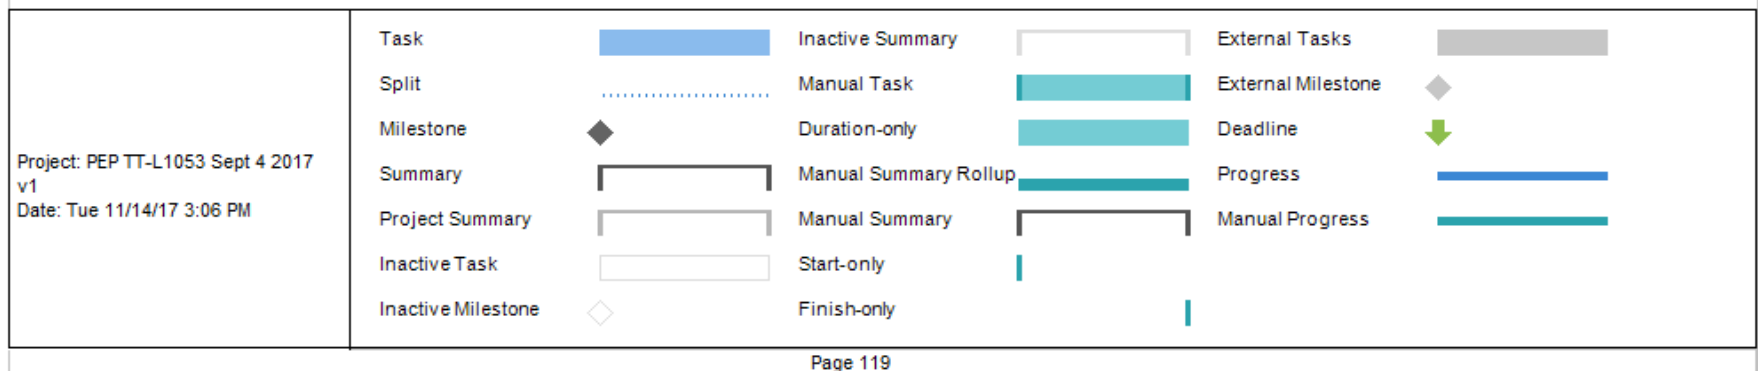 Project: PEP TT-L1053 Sept 4 2017
v1
Date: Tue 11/14/17 3:06 PM
Task
Split
Milestone
Summary
Project Summary
Inactive Task
Inactive Milestone
Inactive Summary
Manual Task
Duration-only
Manual Summary Rollup
Manual Summary
Start-only
Finish-only
External Tasks
External Milestone
Deadline
Progress
Manual Progress
Page 119